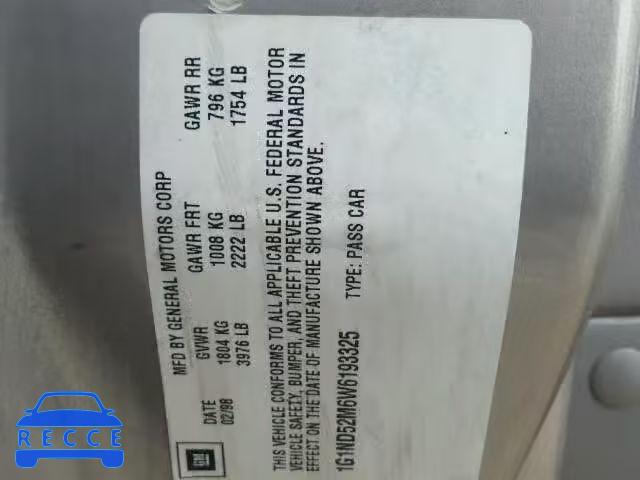 MFD BY GENERAL MOTORS CORP
DATE GVWR GAWR FRT GAWR RR
02/98 1804 KG 1008 KG 796 KG
3976 LB 2222 LB 1754 LB
THIS VEHICLE CONFORMS TO ALL APPLICABLE U.S. FEDERAL MOTOR
VEHICLE SAFETY, BUMPER, AND THEFT PREVENTION STANDARDS IN
EFFECT ON THE DATE OF MANUFACTURE SHOWN ABOVE.
1G1ND52M6W6193325 TYPE: PASS CAR
GM
RECCE